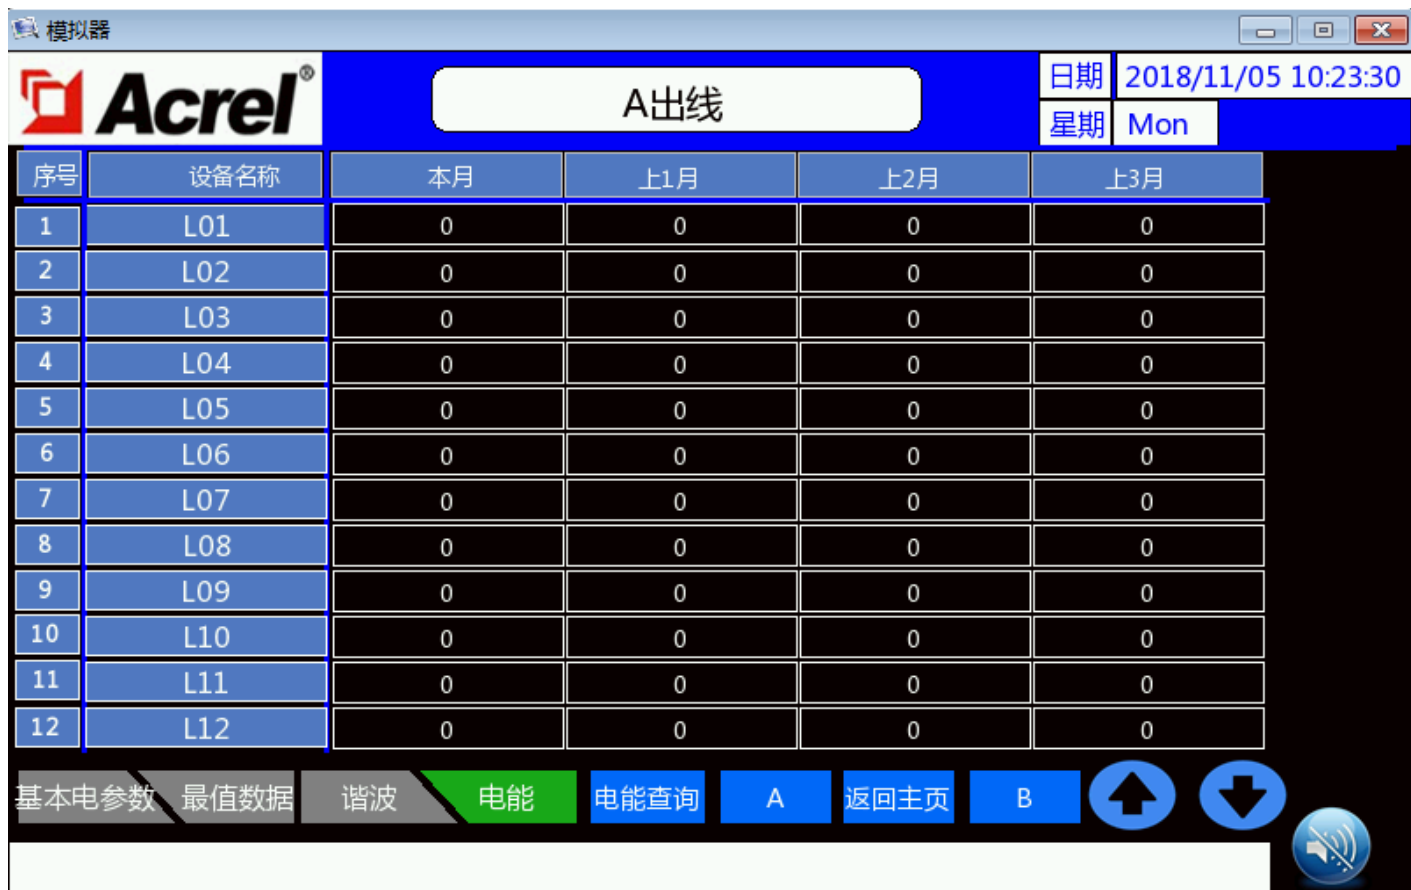 模拟器
Acrel®
A出线
日期 2018/11/05 10:23:30
星期 Mon
序号 设备名称 本月 上1月 上2月 上3月
1 L01 0 0 0 0
2 L02 0 0 0 0
3 L03 0 0 0 0
4 L04 0 0 0 0
5 L05 0 0 0 0
6 L06 0 0 0 0
7 L07 0 0 0 0
8 L08 0 0 0 0
9 L09 0 0 0 0
10 L10 0 0 0 0
11 L11 0 0 0 0
12 L12 0 0 0 0
基本电参数 最值数据 谐波 电能 电能查询 A 返回主页 B